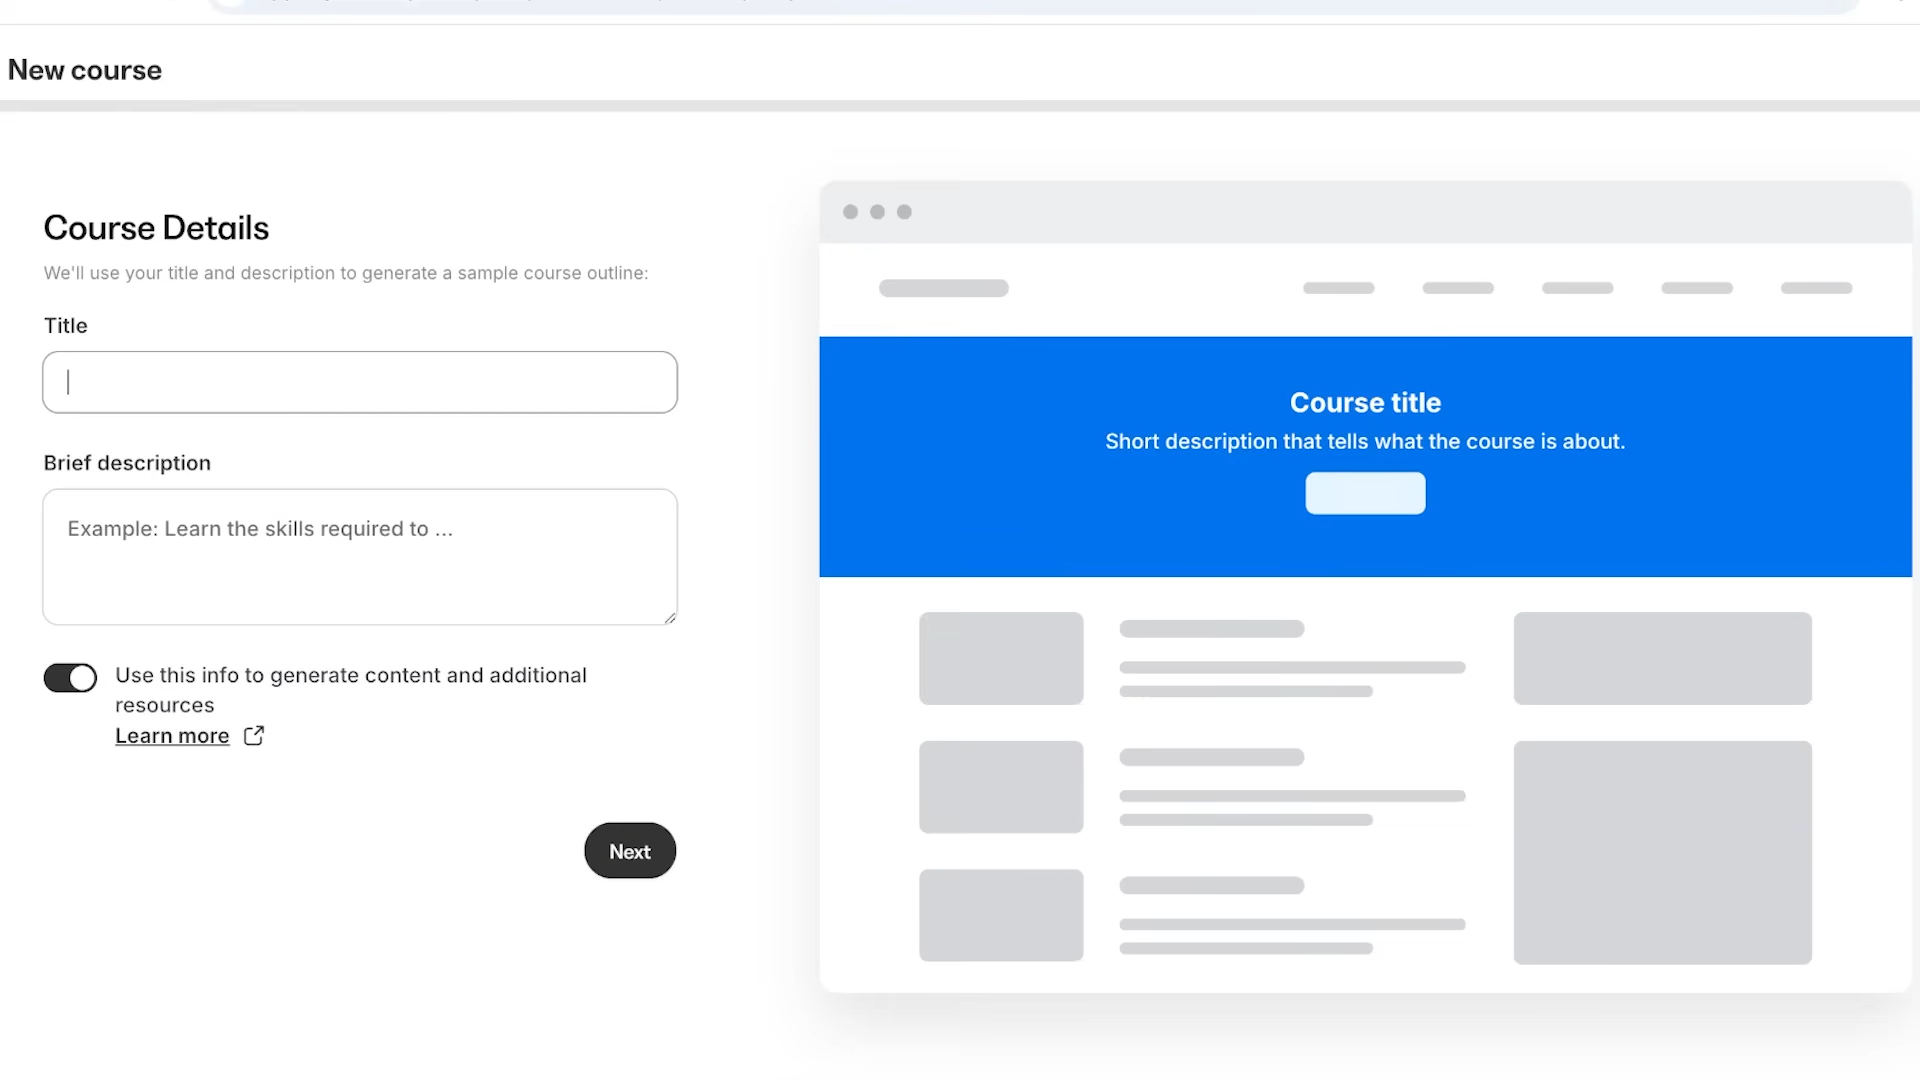 New course
Course Details
We'll use your title and description to generate a sample course outline:
Title
Brief description
Example: Learn the skills required to ...
Use this info to generate content and additional
resources
Learn more
Next
Course title
Short description that tells what the course is about.